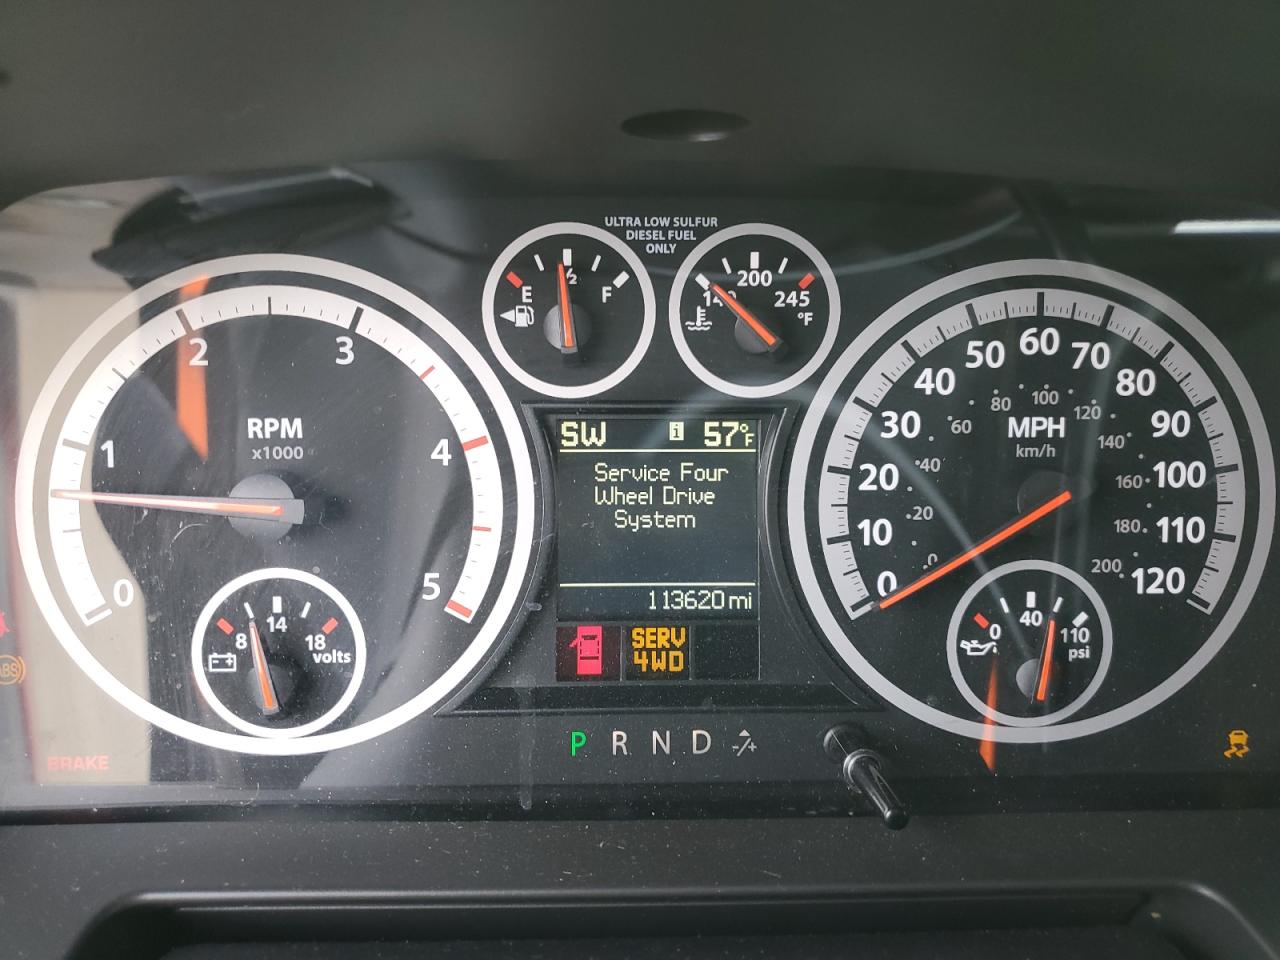 ULTRA LOW SULFUR
DIESEL FUEL
ONLY
E
½
F
140
200
245
°F
0
1
2
3
4
5
RPM
x1000
8
14
18
volts
SW
i
57°F
Service Four
Wheel Drive
System
113620 mi
SERV
4WD
0
10
20
30
40
50
60
70
80
90
100
110
120
MPH
km/h
0
20
40
60
80
100
120
140
160
180
200
0
40
110
psi
ABS
BRAKE
P R N D -/+